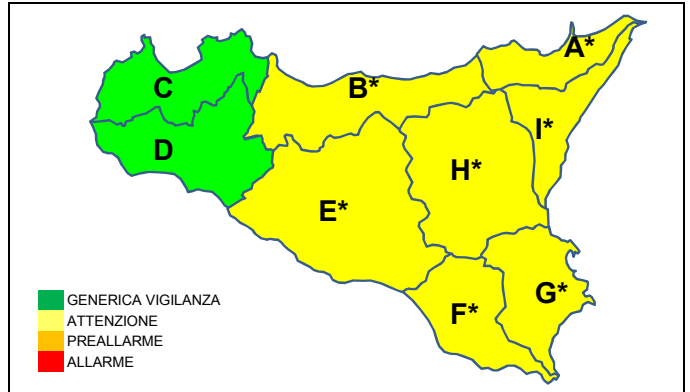 A*
C
B*
I*
D
H*
E*
G*
F*
GENERICA VIGILANZA
ATTENZIONE
PREALLARME
ALLARME